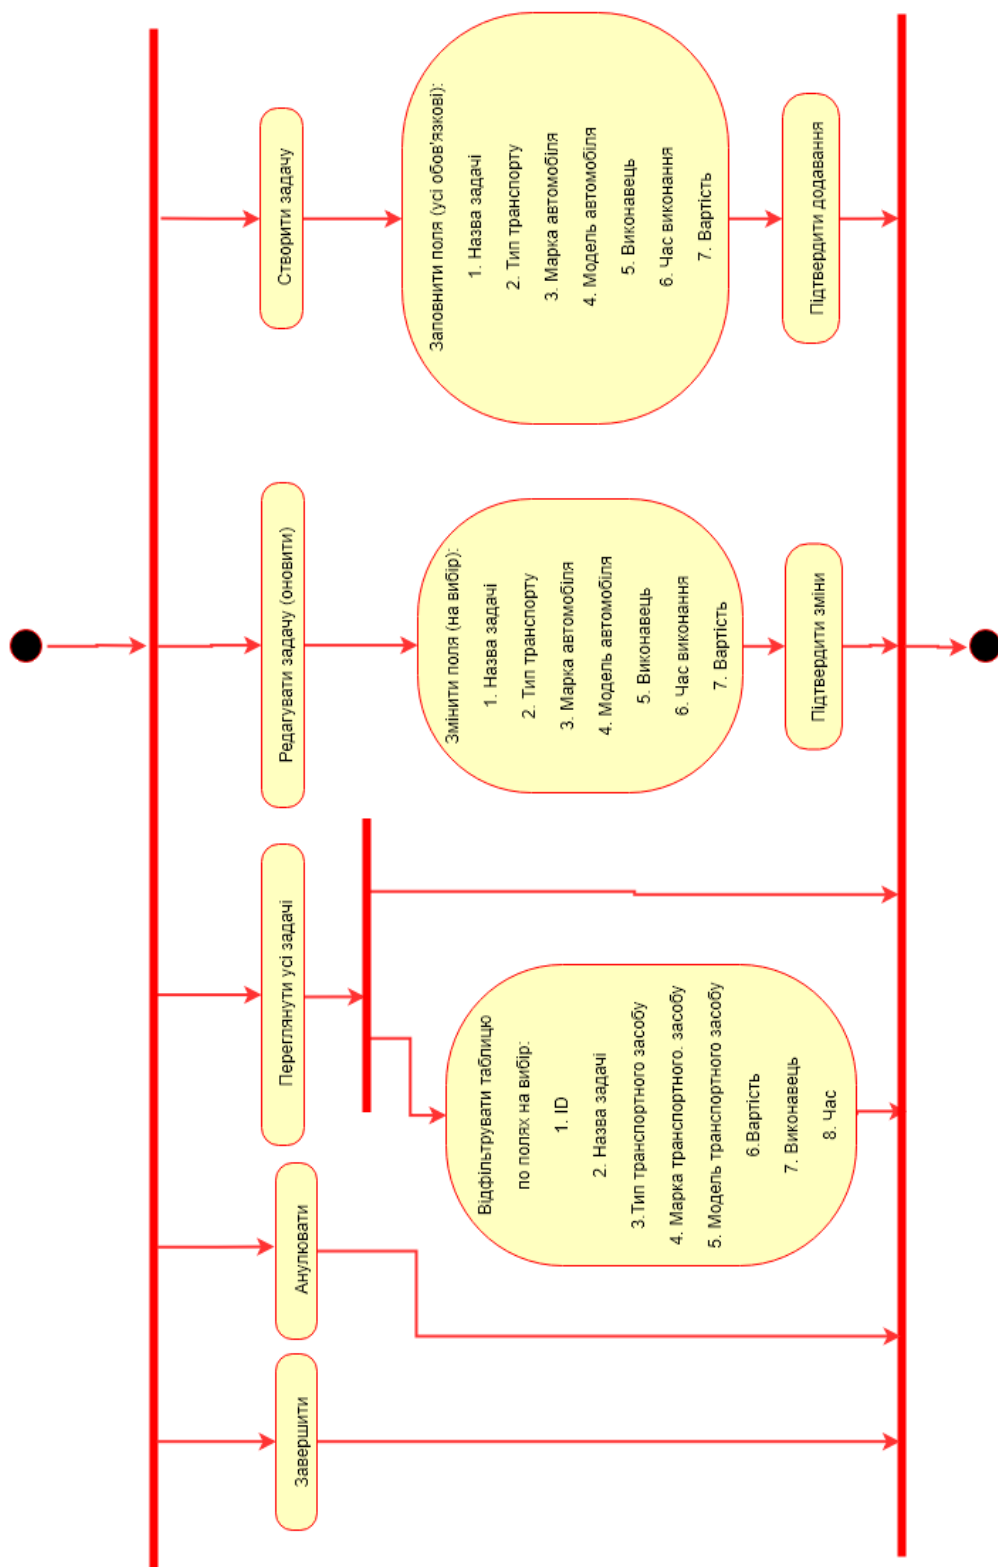 Завершити
Анулювати
Переглянути усі задачі
Відфільтрувати таблицю
по полях на вибір:
1. ID
2. Назва задачі
3.Тип транспортного засобу
4. Марка транспортного. засобу
5. Модель транспортного засобу
6.Вартість
7. Виконавець
8. Час
Редагувати задачу (оновити)
Змінити поля (на вибір):
1. Назва задачі
2. Тип транспорту
3. Марка автомобіля
4. Модель автомобіля
5. Виконавець
6. Час виконання
7. Вартість
Підтвердити зміни
Створити задачу
Заповнити поля (усі обов'язкові):
1. Назва задачі
2. Тип транспорту
3. Марка автомобіля
4. Модель автомобіля
5. Виконавець
6. Час виконання
7. Вартість
Підтвердити додавання